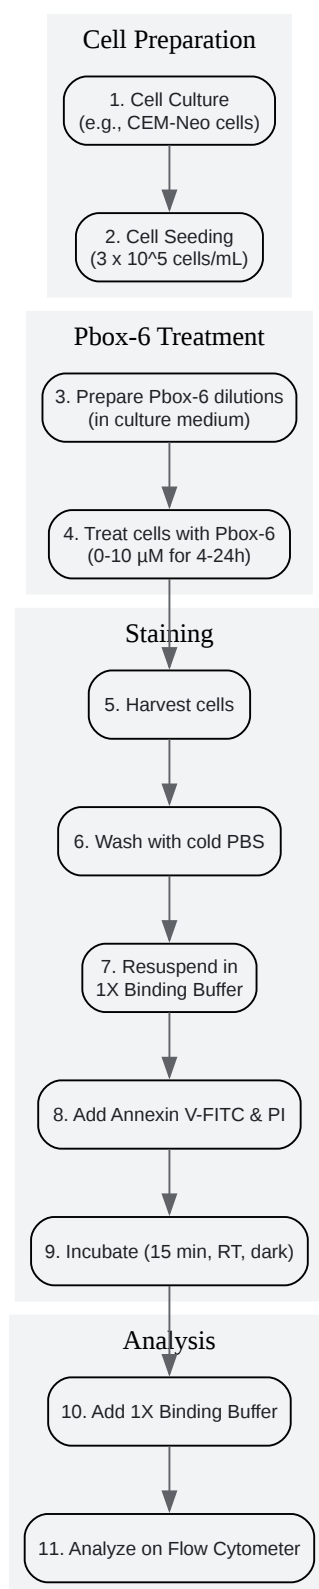 Cell Preparation
1. Cell Culture
(e.g., CEM-Neo cells)
2. Cell Seeding
(3 x 10^5 cells/mL)
Pbox-6 Treatment
3. Prepare Pbox-6 dilutions
(in culture medium)
4. Treat cells with Pbox-6
(0-10 µM for 4-24h)
Staining
5. Harvest cells
6. Wash with cold PBS
7. Resuspend in
1X Binding Buffer
8. Add Annexin V-FITC & PI
9. Incubate (15 min, RT, dark)
Analysis
10. Add 1X Binding Buffer
11. Analyze on Flow Cytometer